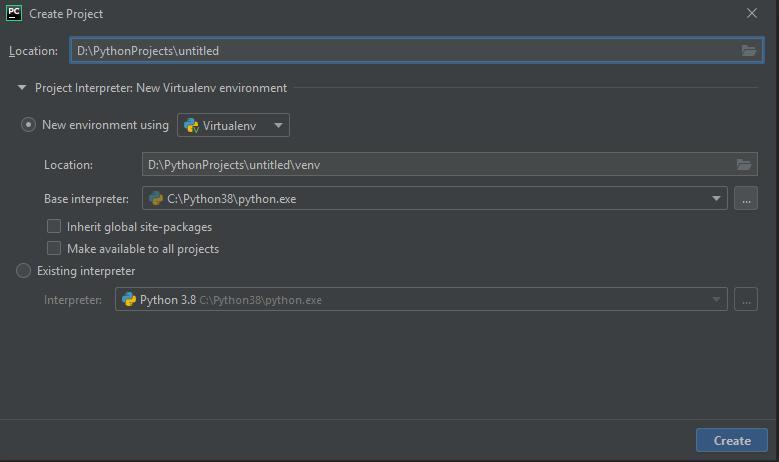 PC Create Project
Location: D:\PythonProjects\untitled
Project Interpreter: New Virtualenv environment
New environment using Virtualenv
Location: D:\PythonProjects\untitled\venv
Base interpreter: C:\Python38\python.exe ...
Inherit global site-packages
Make available to all projects
Existing interpreter
Interpreter: Python 3.8 C:\Python38\python.exe ...
Create